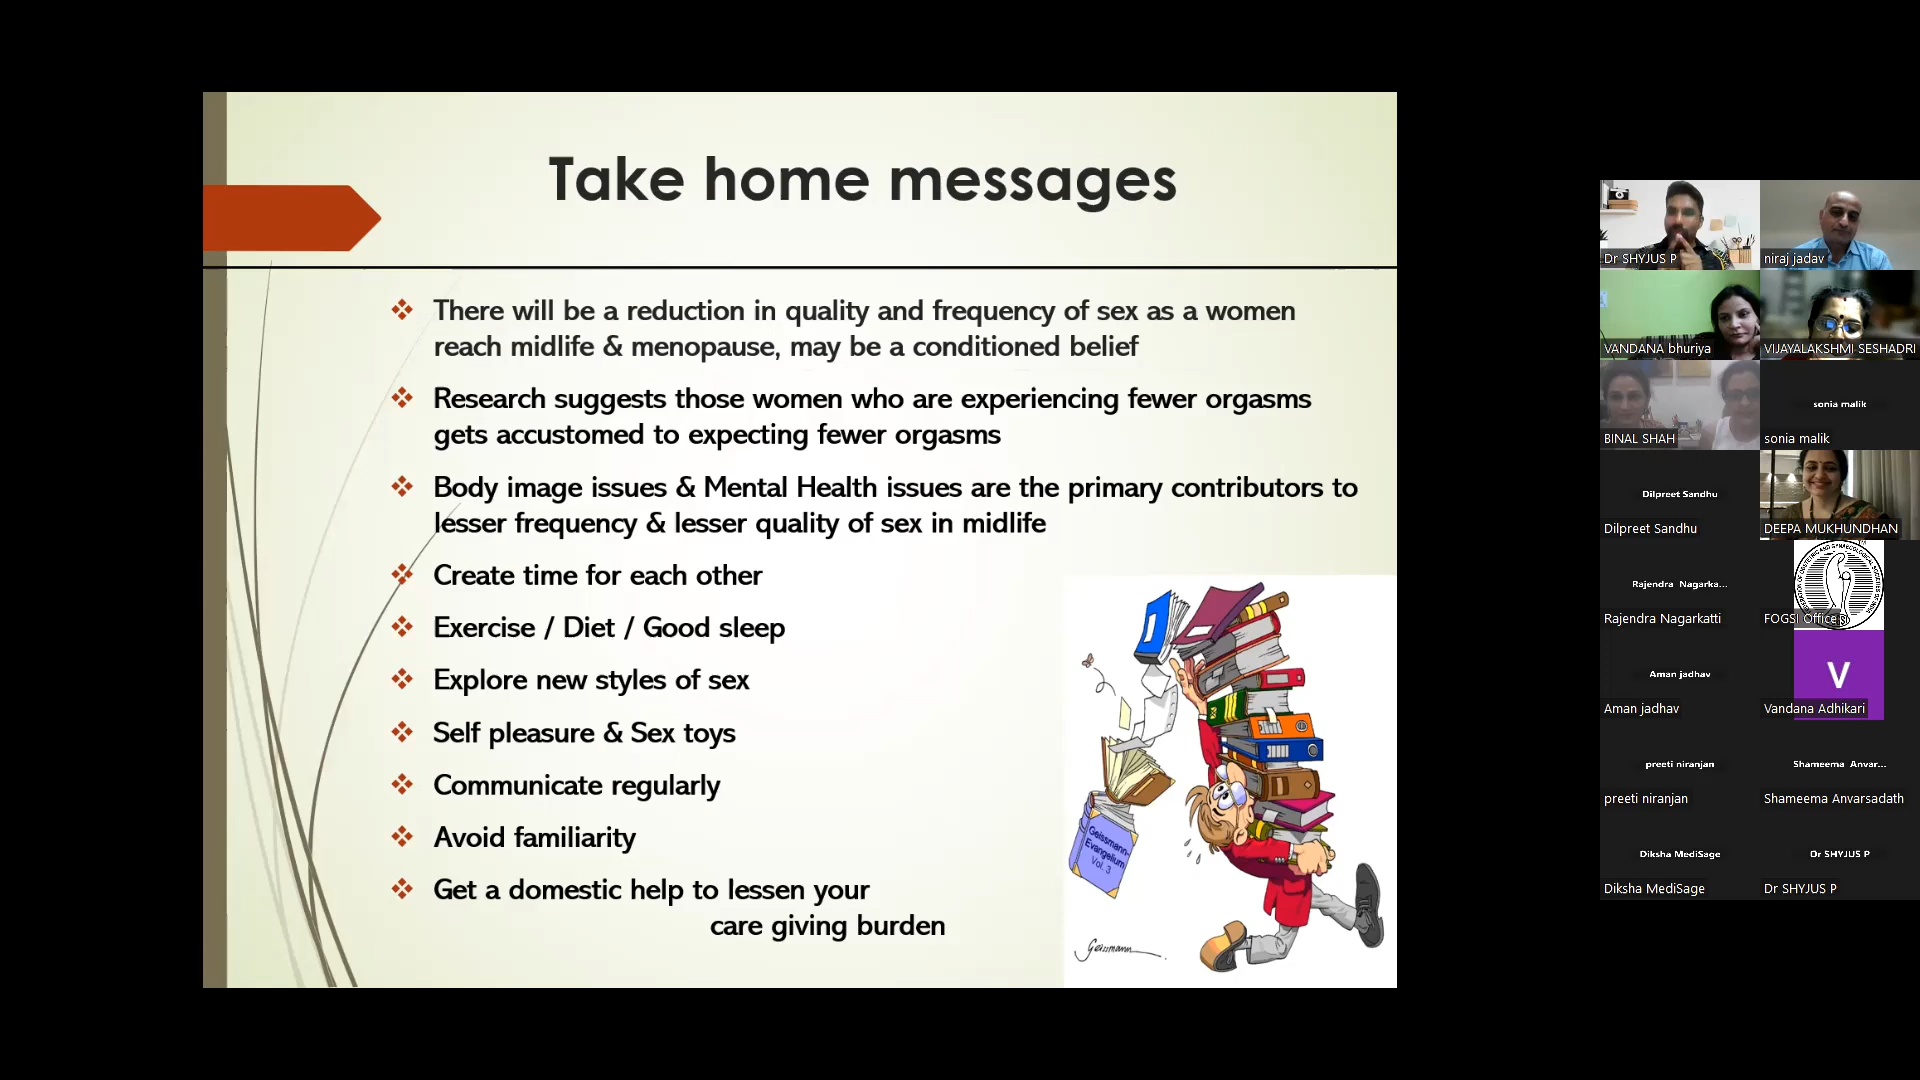 Take home messages
There will be a reduction in quality and frequency of sex as a women
reach midlife & menopause, may be a conditioned belief
Research suggests those women who are experiencing fewer orgasms
gets accustomed to expecting fewer orgasms
Body image issues & Mental Health issues are the primary contributors to
lesser frequency & lesser quality of sex in midlife
Create time for each other
Exercise / Diet / Good sleep
Explore new styles of sex
Self pleasure & Sex toys
Communicate regularly
Avoid familiarity
Get a domestic help to lessen your
care giving burden
Geissmann-
Evangelium
Vol. 3
Geissmann
Dr SHYJUS P
niraj jadav
VANDANA bhuriya
VIJAYALAKSHMI SESHADRI
BINAL SHAH
sonia malik
sonia malik
Dilpreet Sandhu
Dilpreet Sandhu
DEEPA MUKHUNDHAN
Rajendra Nagarka...
Rajendra Nagarkatti
FOGSI Office
Aman jadhav
Aman jadhav
V
Vandana Adhikari
preeti niranjan
preeti niranjan
Shameema Anvar...
Shameema Anvarsadath
Diksha MediSage
Diksha MediSage
Dr SHYJUS P
Dr SHYJUS P